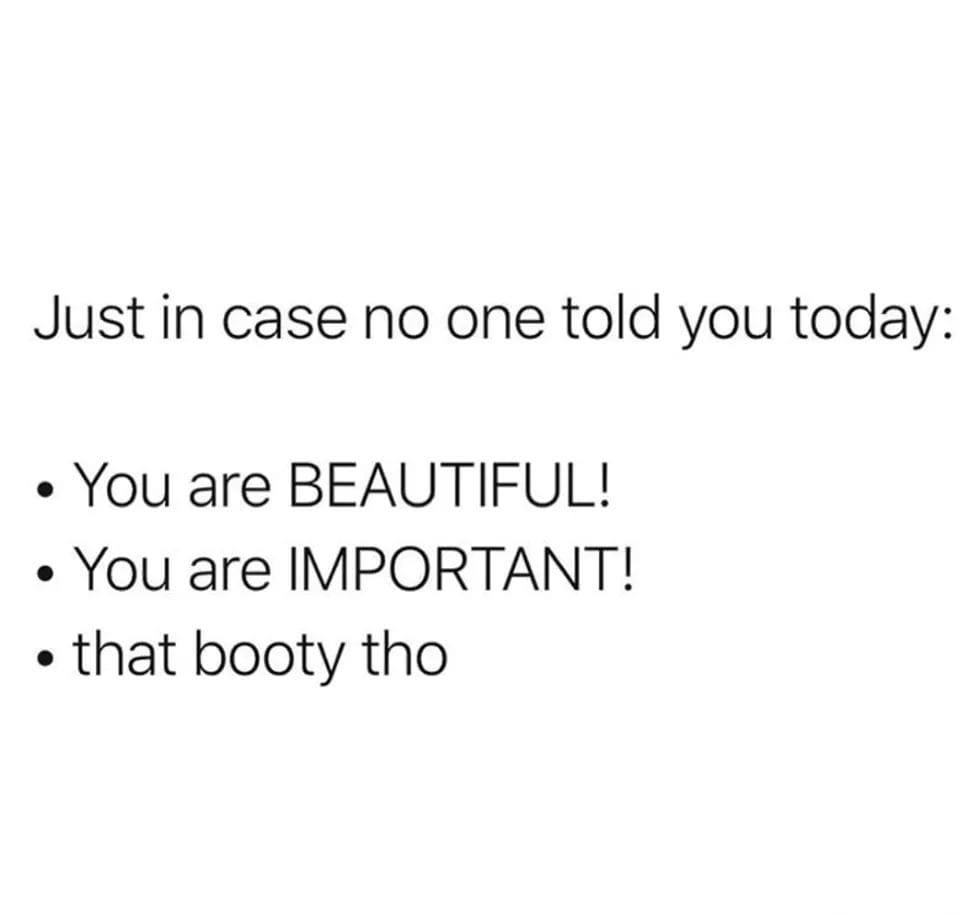 Just in case no one told you today:
• You are BEAUTIFUL!
• You are IMPORTANT!
• that booty tho